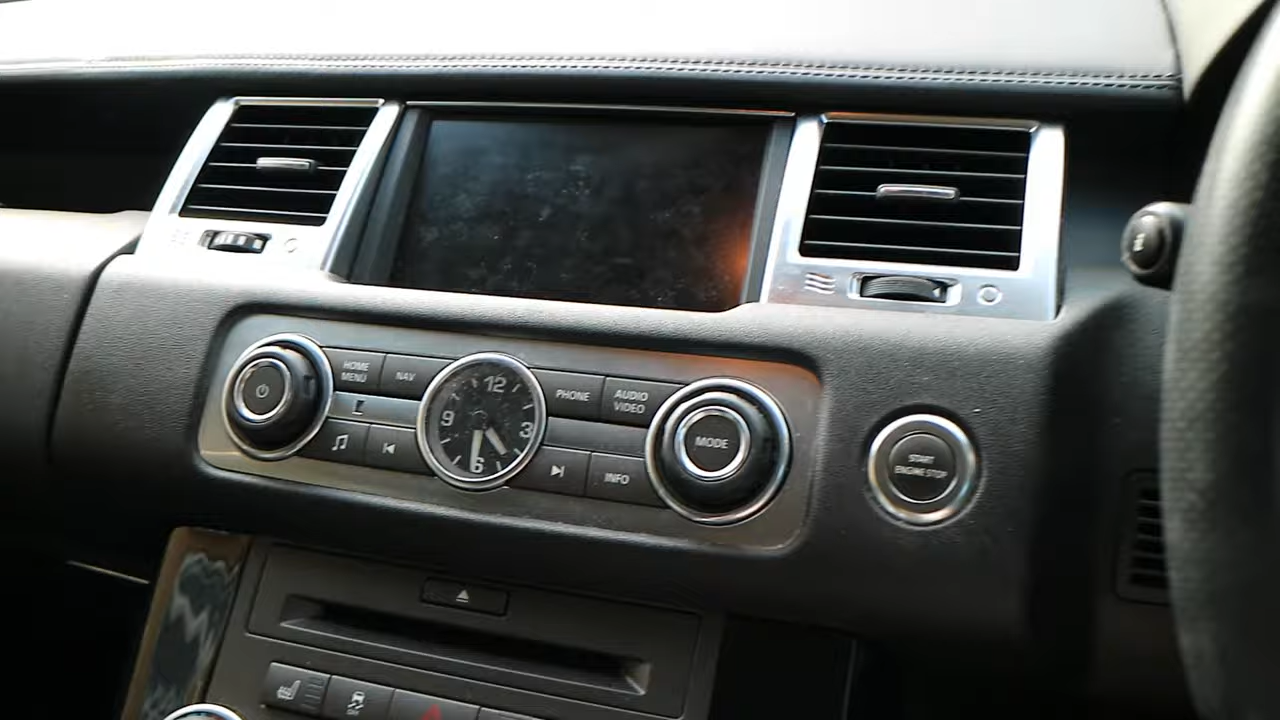 HOME
MENU
NAV
12
9
3
6
PHONE
AUDIO
VIDEO
MODE
INFO
START
ENGINE STOP